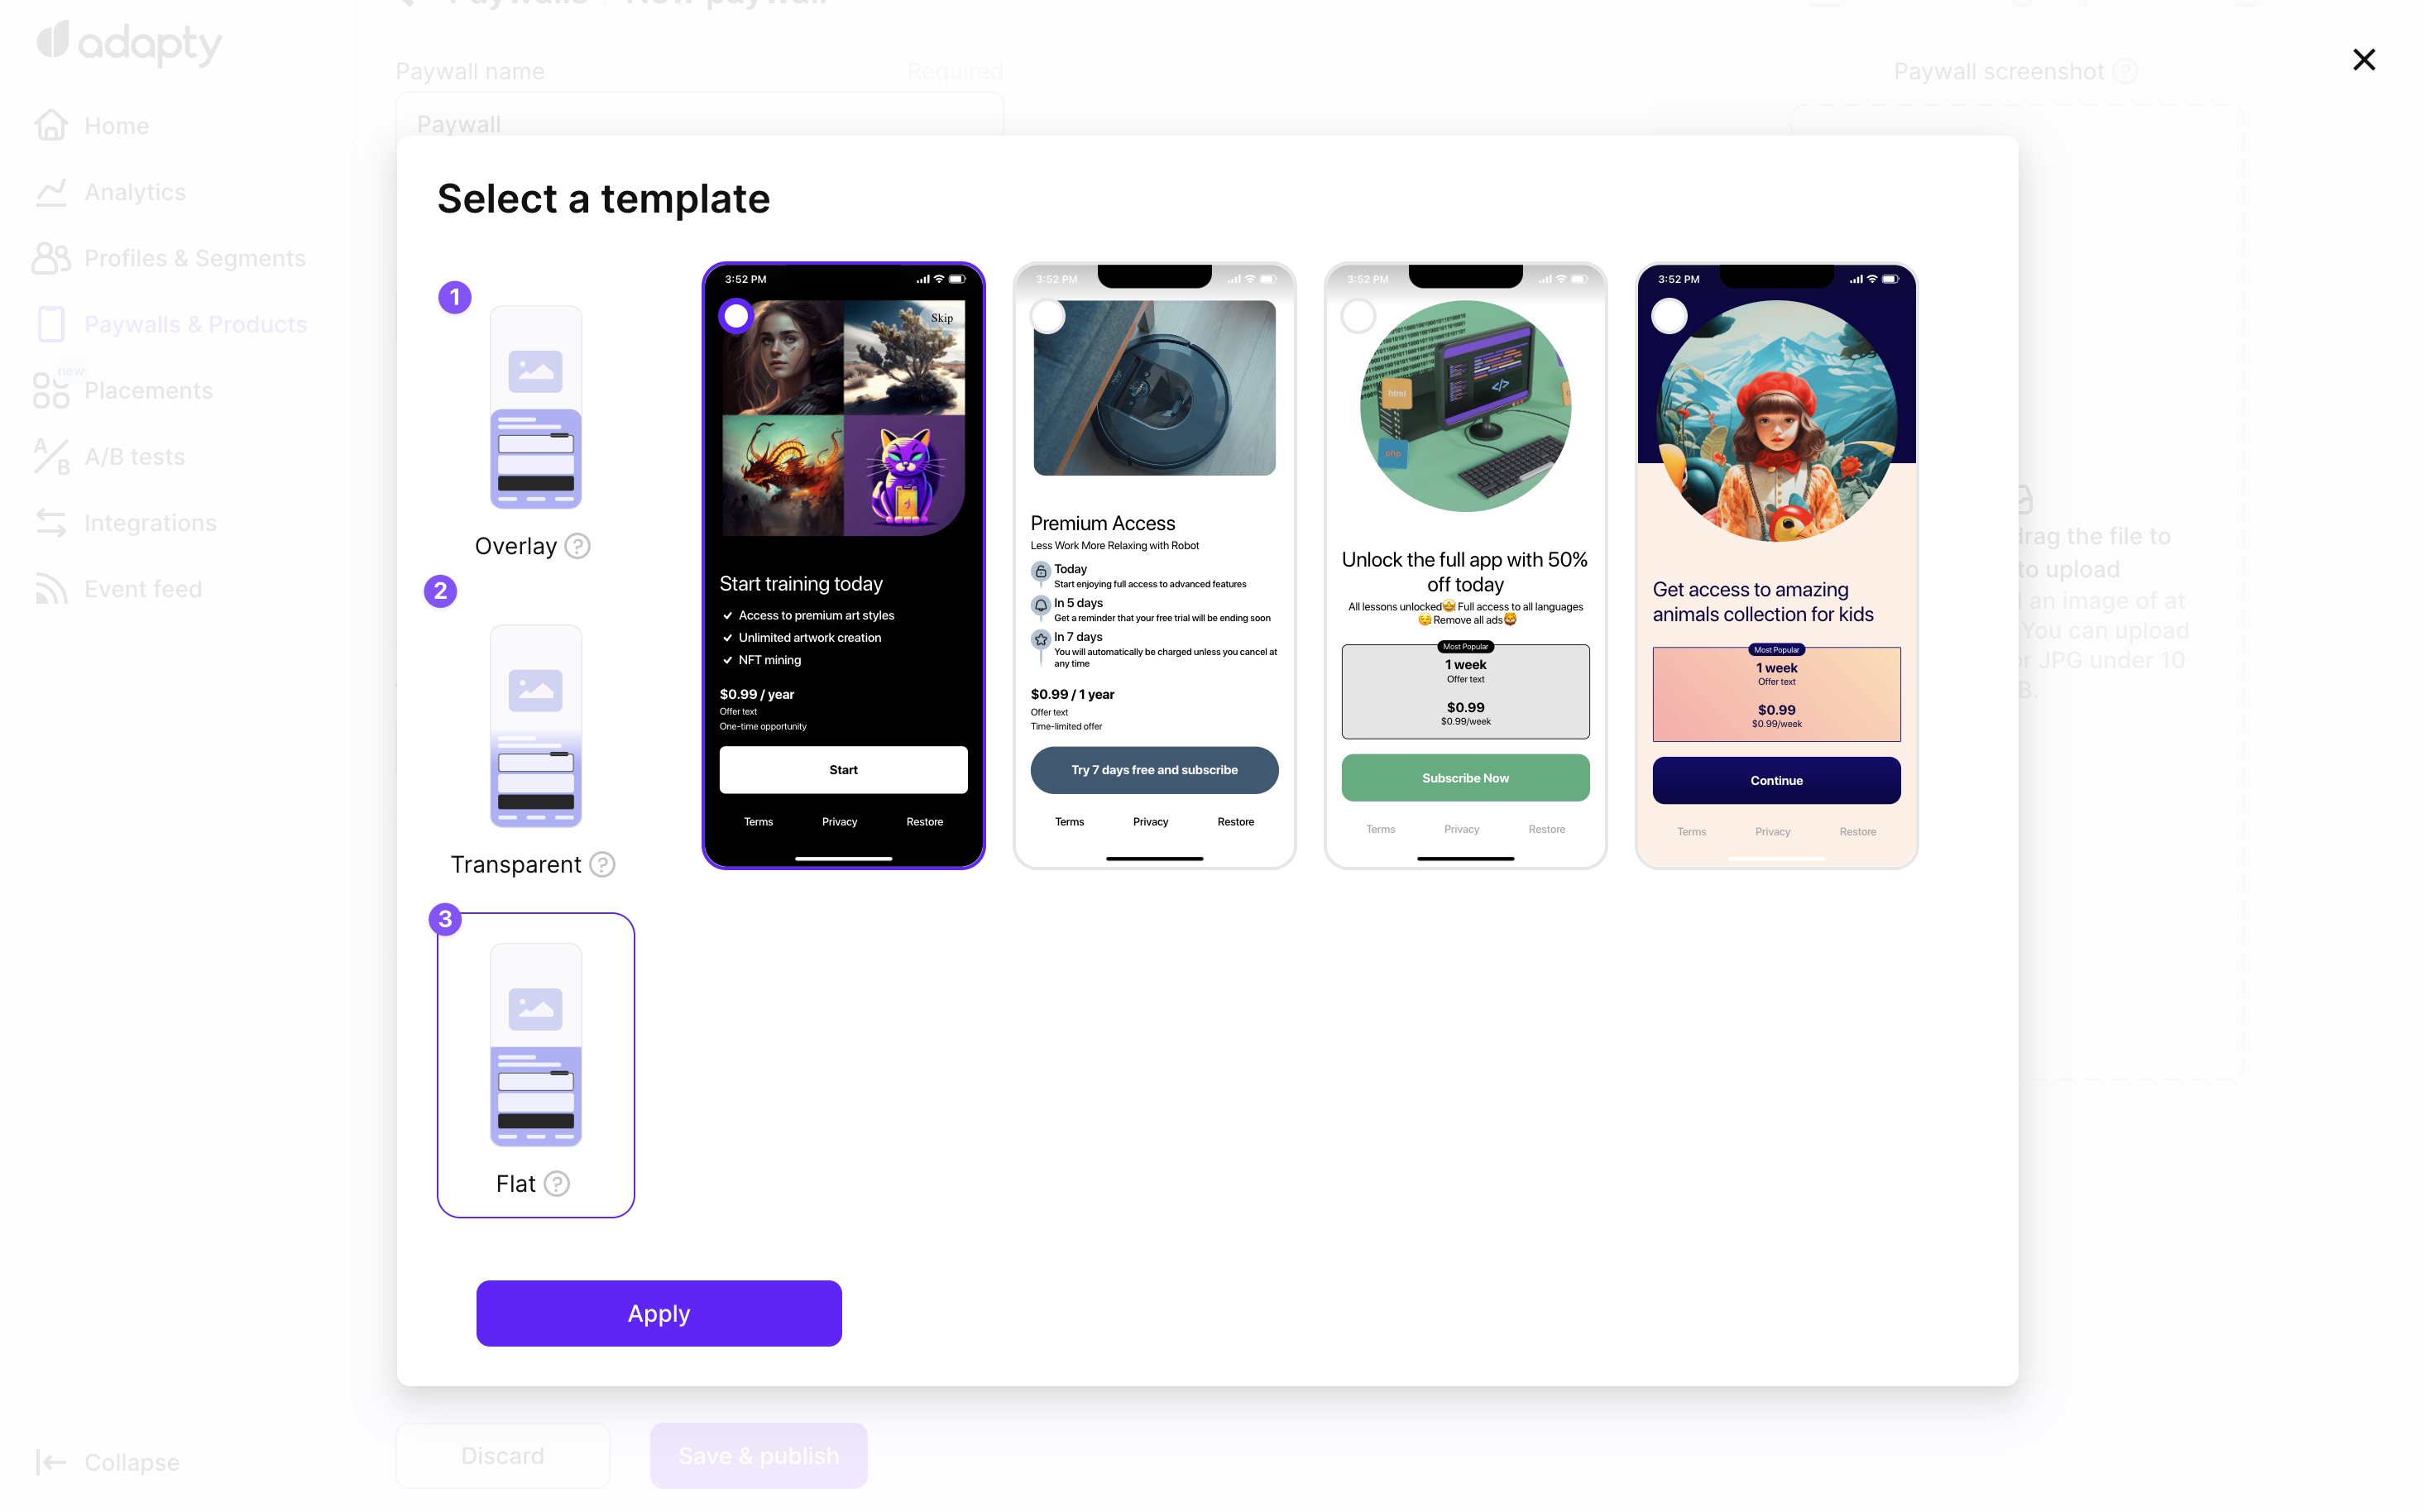 Paywalls / New paywall
adapty
Home
Analytics
Profiles & Segments
Paywalls & Products
new
Placements
A/B tests
Integrations
Event feed
Collapse
Paywall name
Required
Paywall
Paywall screenshot
drag the file to
to upload
an image of at
You can upload
or JPG under 10
B.
Select a template
1
Overlay
2
Transparent
3
Flat
3:52 PM
Skip
Start training today
Access to premium art styles
Unlimited artwork creation
NFT mining
$0.99 / year
Offer text
One-time opportunity
Start
Terms Privacy Restore
3:52 PM
Premium Access
Less Work More Relaxing with Robot
Today
Start enjoying full access to advanced features
In 5 days
Get a reminder that your free trial will be ending soon
In 7 days
You will automatically be charged unless you cancel at
any time
$0.99 / 1 year
Offer text
Time-limited offer
Try 7 days free and subscribe
Terms Privacy Restore
3:52 PM
html
php
</>
Unlock the full app with 50%
off today
All lessons unlocked🤩 Full access to all languages
😌Remove all ads🦁
Most Popular
1 week
Offer text
$0.99
$0.99/week
Subscribe Now
Terms Privacy Restore
3:52 PM
Get access to amazing
animals collection for kids
Most Popular
1 week
Offer text
$0.99
$0.99/week
Continue
Terms Privacy Restore
Apply
Discard
Save & publish